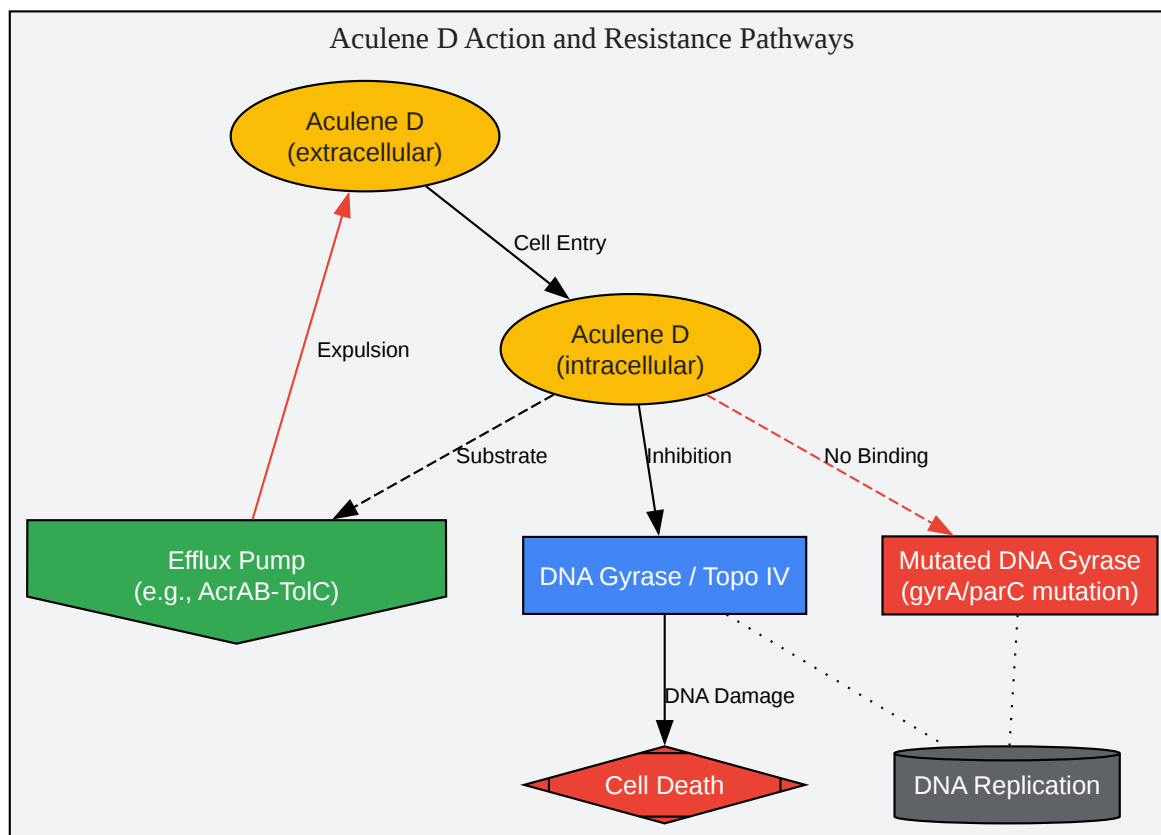 Aculene D Action and Resistance Pathways
Aculene D
(extracellular)
Cell Entry
Aculene D
(intracellular)
Expulsion
Substrate
Inhibition
No Binding
Efflux Pump
(e.g., AcrAB-TolC)
DNA Gyrase / Topo IV
Mutated DNA Gyrase
(gyrA/parC mutation)
DNA Damage
Cell Death
DNA Replication